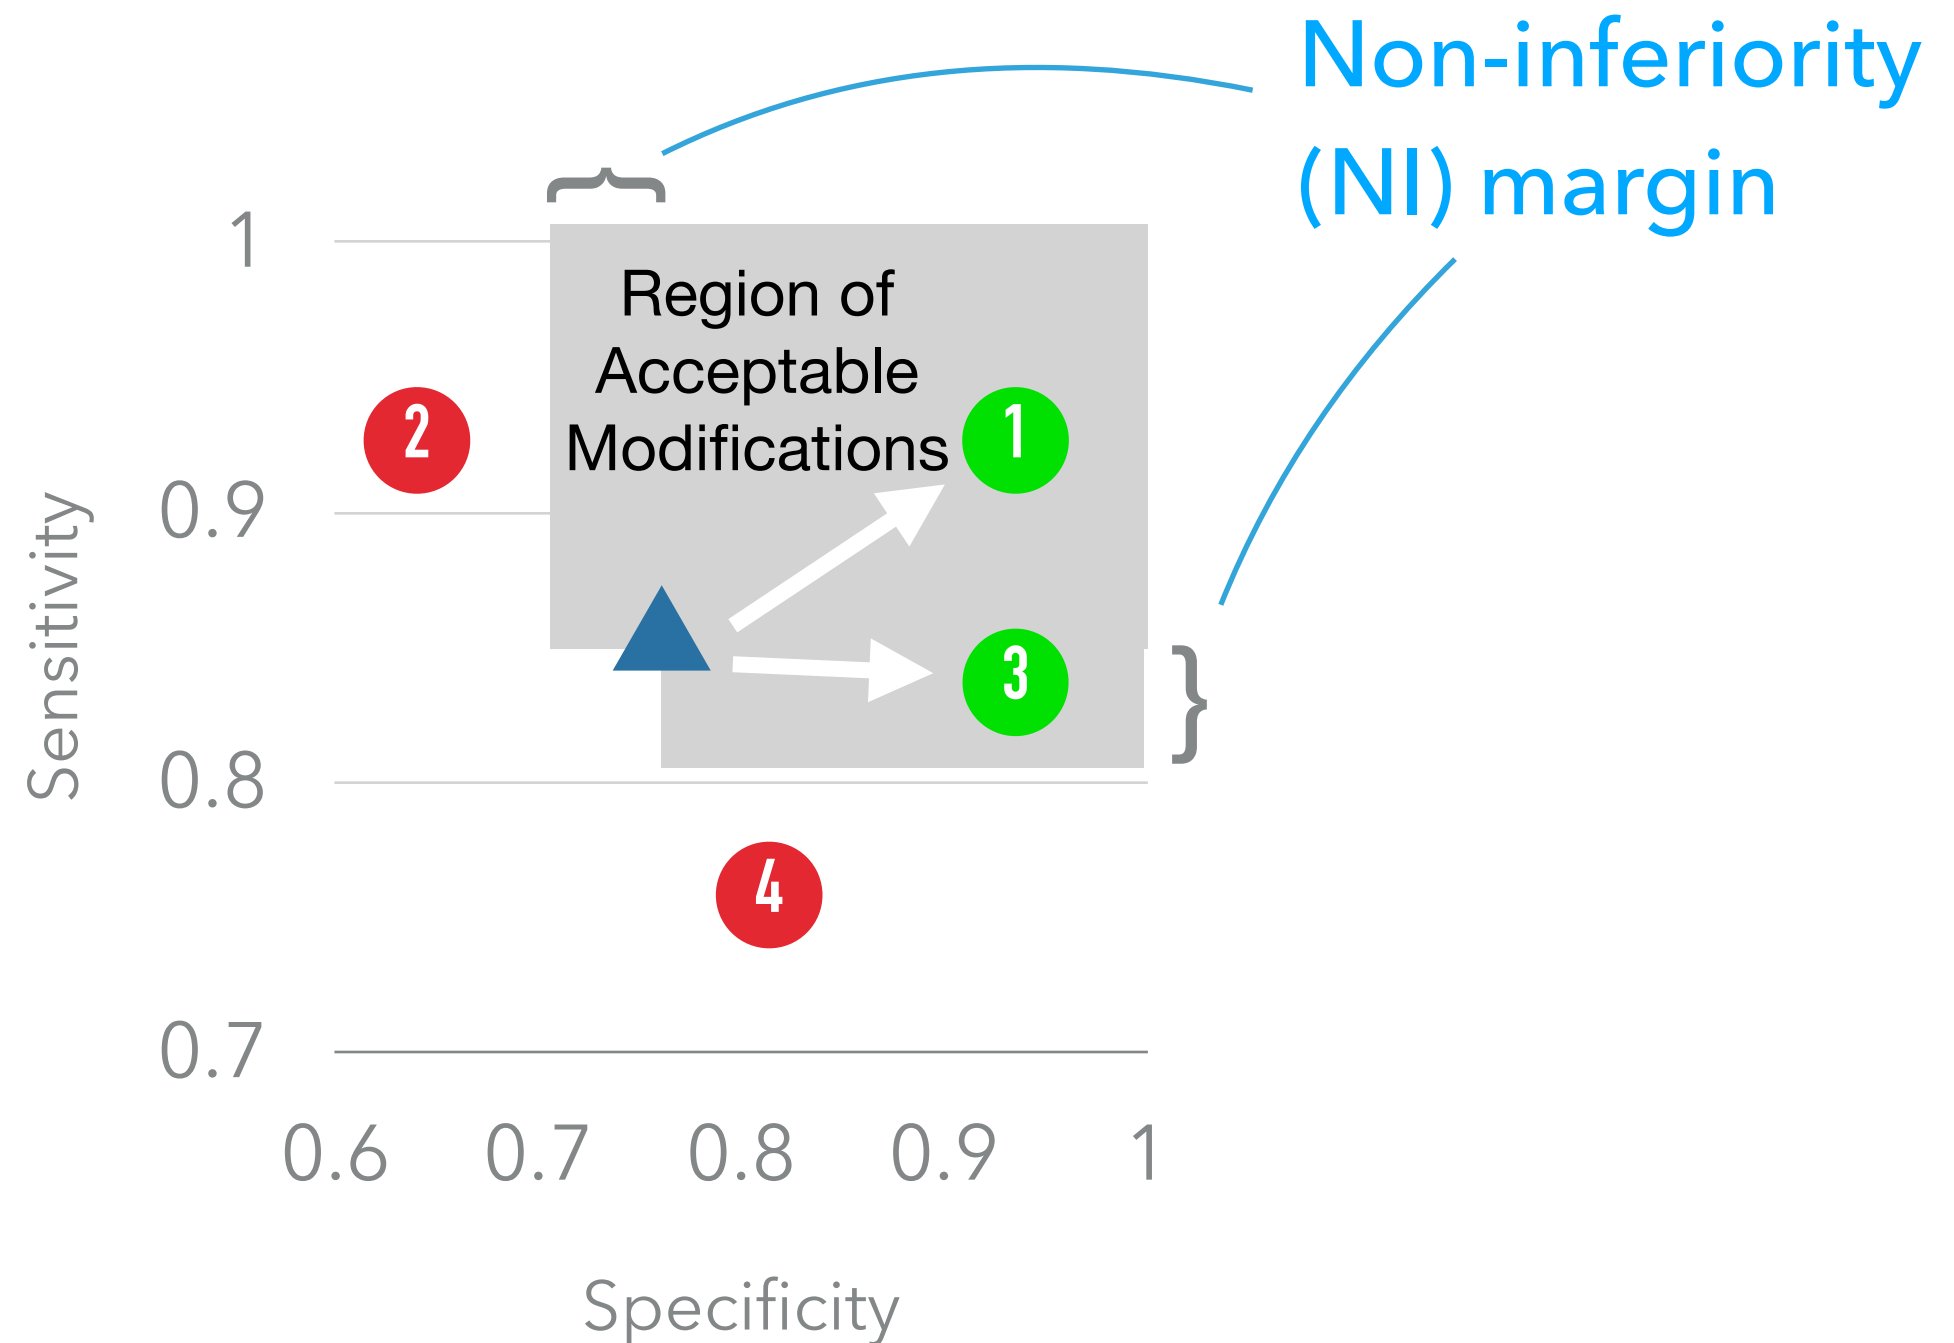 Non-inferiority
(NI) margin
Region of
Acceptable
Modifications
1
2
3
4
Sensitivity
1
0.9
0.8
0.7
0.6 0.7 0.8 0.9 1
Specificity